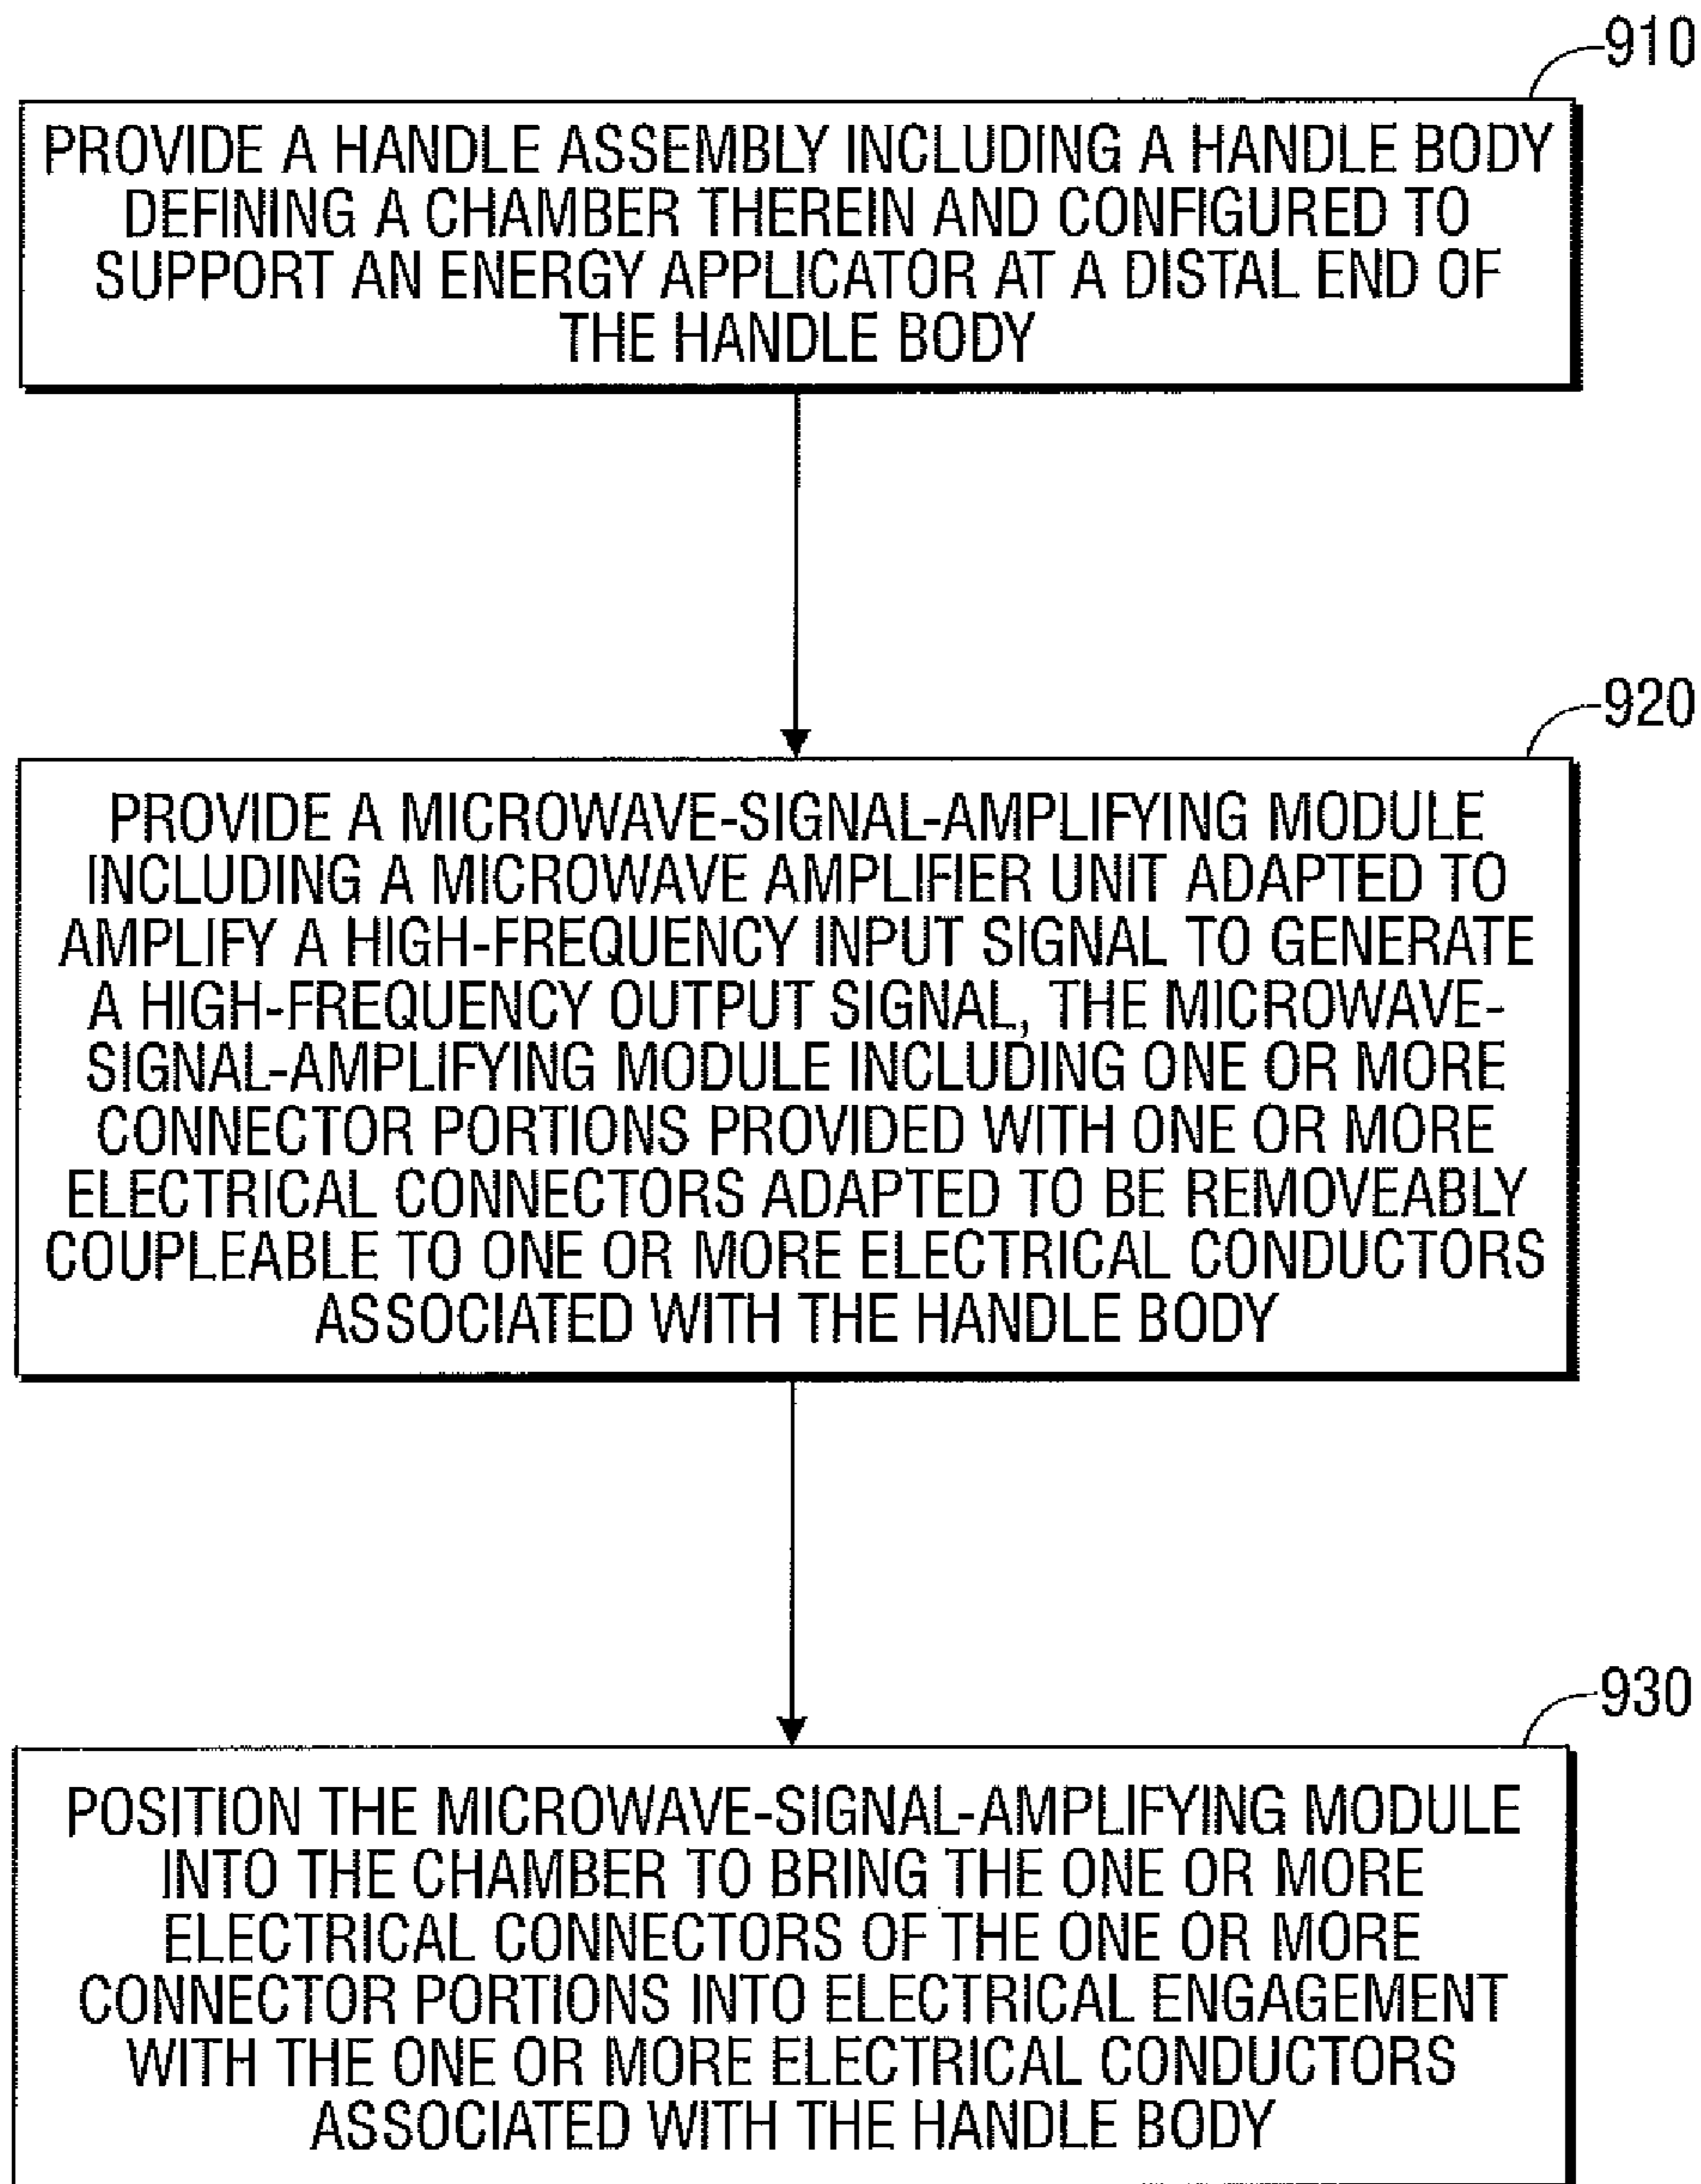 910
PROVIDE A HANDLE ASSEMBLY INCLUDING A HANDLE BODY
DEFINING A CHAMBER THEREIN AND CONFIGURED TO
SUPPORT AN ENERGY APPLICATOR AT A DISTAL END OF
THE HANDLE BODY
920
PROVIDE A MICROWAVE-SIGNAL-AMPLIFYING MODULE
INCLUDING A MICROWAVE AMPLIFIER UNIT ADAPTED TO
AMPLIFY A HIGH-FREQUENCY INPUT SIGNAL TO GENERATE
A HIGH-FREQUENCY OUTPUT SIGNAL, THE MICROWAVE-
SIGNAL-AMPLIFYING MODULE INCLUDING ONE OR MORE
CONNECTOR PORTIONS PROVIDED WITH ONE OR MORE
ELECTRICAL CONNECTORS ADAPTED TO BE REMOVEABLY
COUPLEABLE TO ONE OR MORE ELECTRICAL CONDUCTORS
ASSOCIATED WITH THE HANDLE BODY
930
POSITION THE MICROWAVE-SIGNAL-AMPLIFYING MODULE
INTO THE CHAMBER TO BRING THE ONE OR MORE
ELECTRICAL CONNECTORS OF THE ONE OR MORE
CONNECTOR PORTIONS INTO ELECTRICAL ENGAGEMENT
WITH THE ONE OR MORE ELECTRICAL CONDUCTORS
ASSOCIATED WITH THE HANDLE BODY